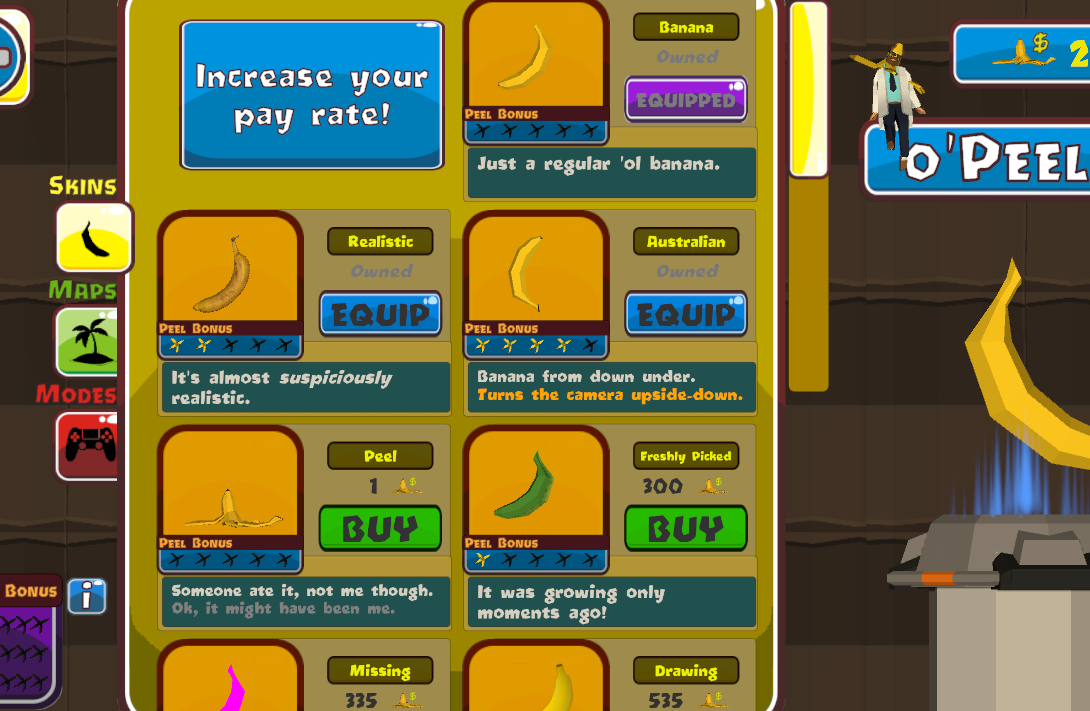 Increase your
pay rate!
Banana
Owned
EQUIPPED
PEEL BONUS
Just a regular 'ol banana.
$ 2
O'PEEL
SKINS
MAPS
MODES
Realistic
Owned
EQUIP
PEEL BONUS
It's almost suspiciously
realistic.
Australian
Owned
EQUIP
PEEL BONUS
Banana from down under.
Turns the camera upside-down.
Peel
1
BUY
PEEL BONUS
Someone ate it, not me though.
Ok, it might have been me.
Freshly Picked
300
BUY
PEEL BONUS
It was growing only
moments ago!
BONUS
i
Missing
335
Drawing
535